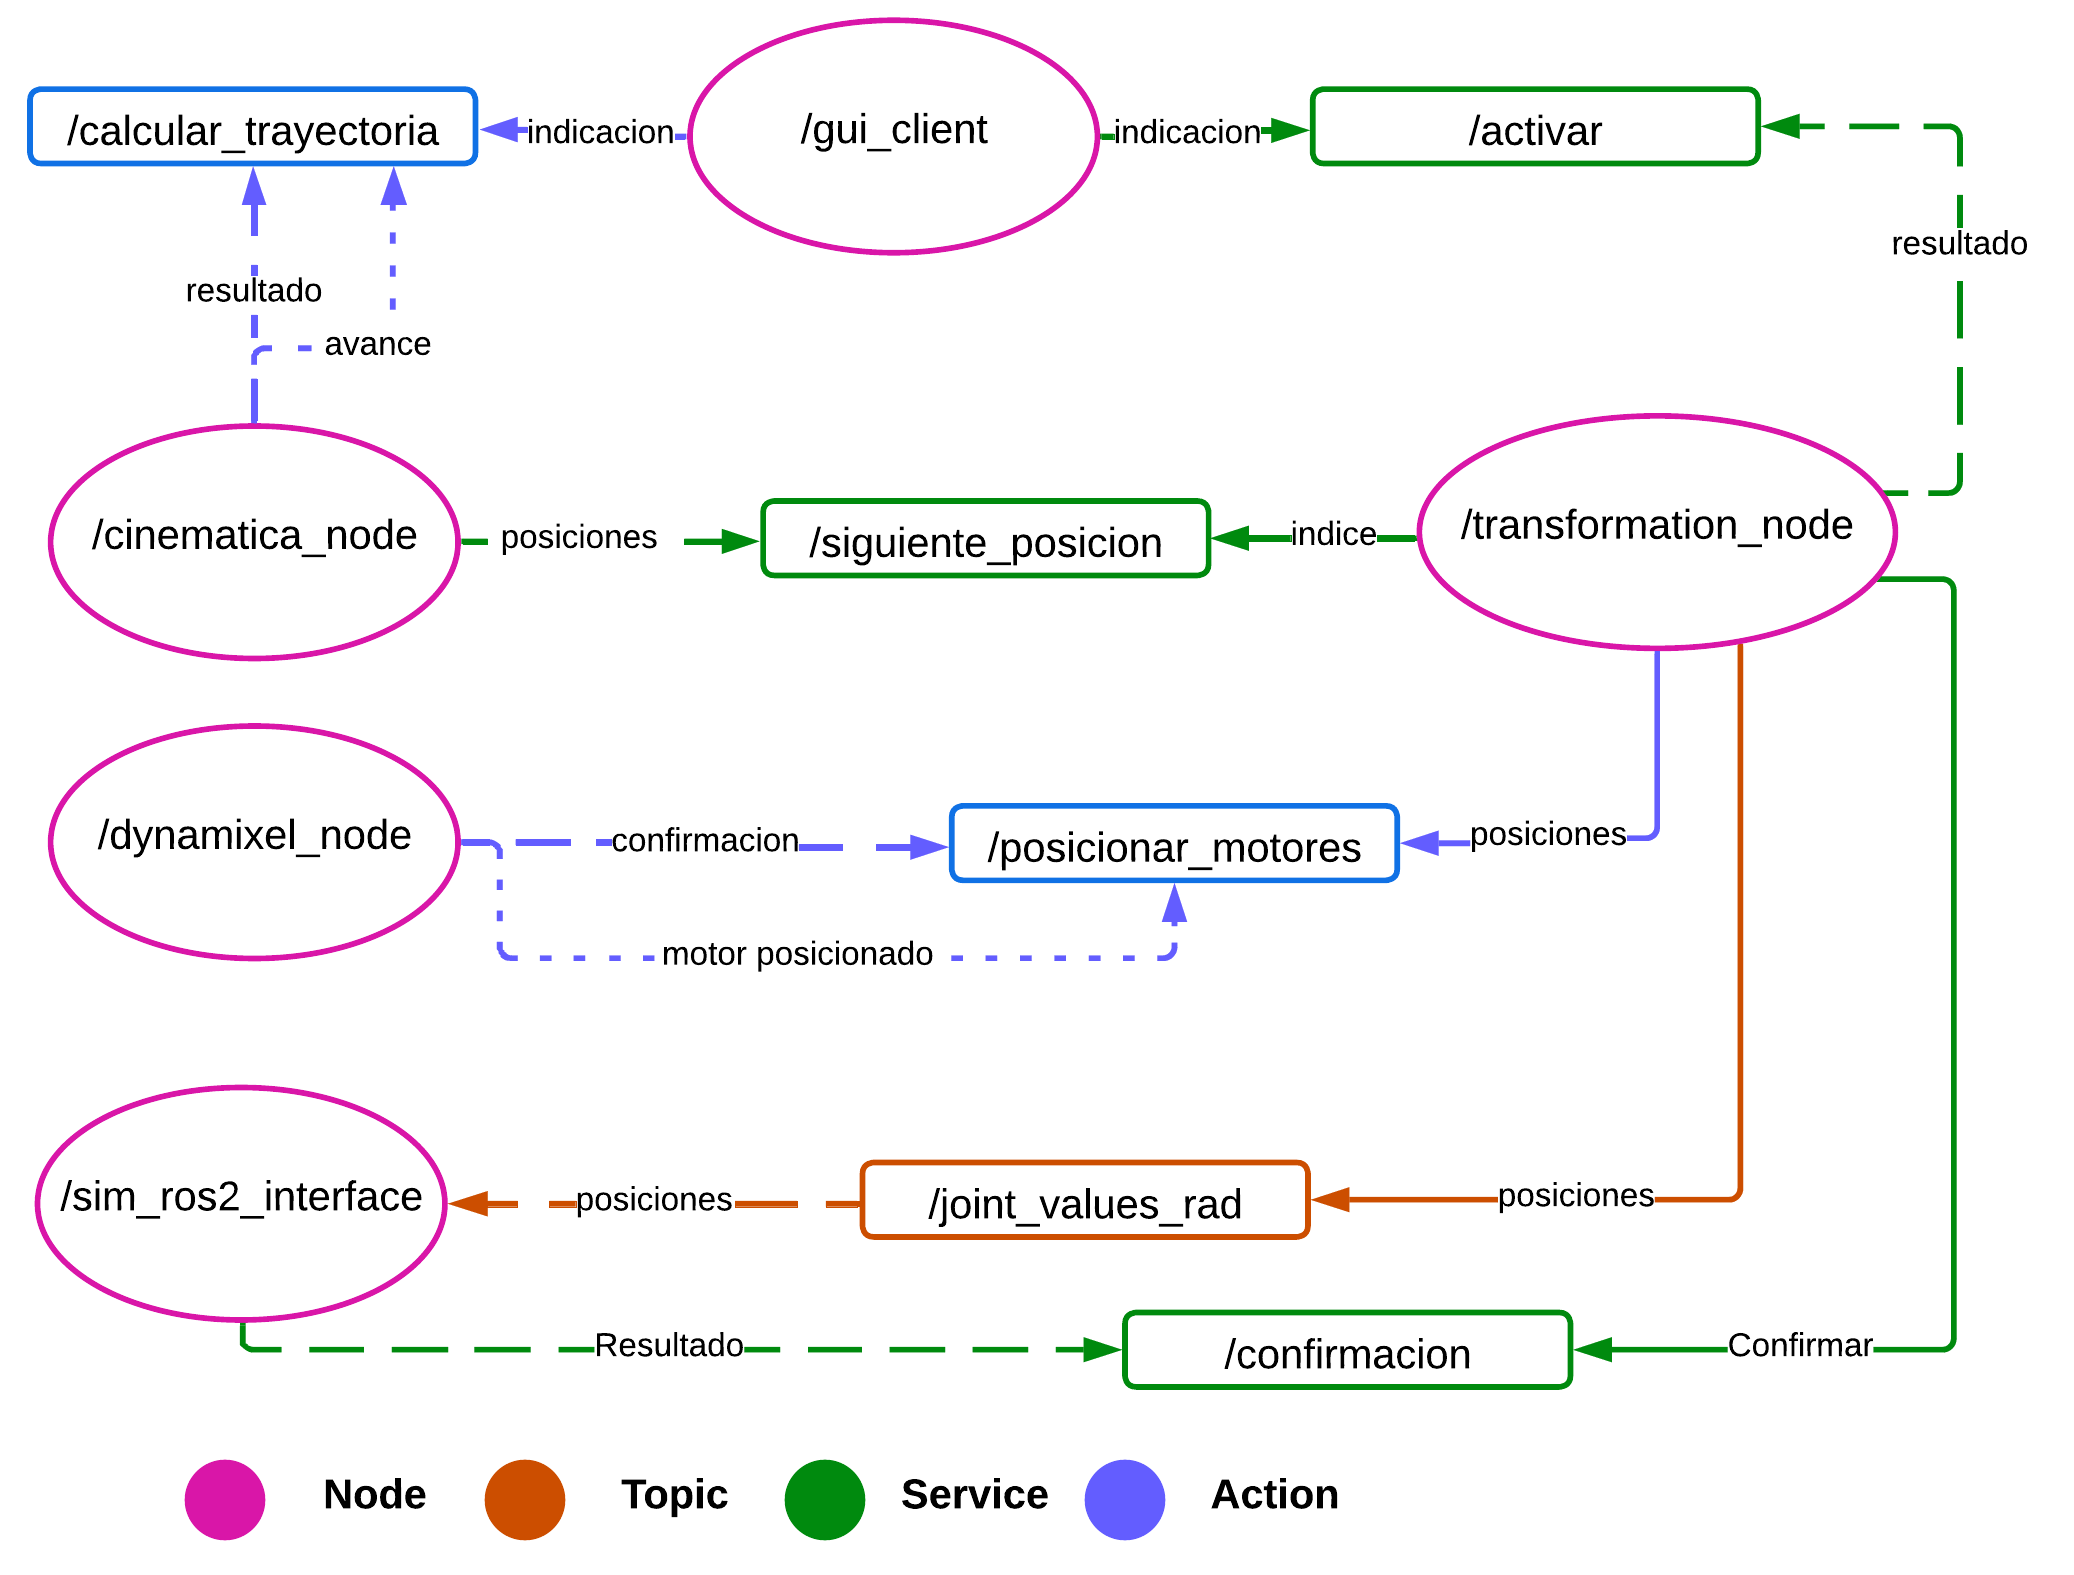 /calcular_trayectoria
indicacion
/gui_client
indicacion
/activar
resultado
resultado
avance
/cinematica_node
posiciones
/siguiente_posicion
indice
/transformation_node
/dynamixel_node
confirmacion
/posicionar_motores
posiciones
motor posicionado
/sim_ros2_interface
posiciones
/joint_values_rad
posiciones
Resultado
/confirmacion
Confirmar
Node
Topic
Service
Action